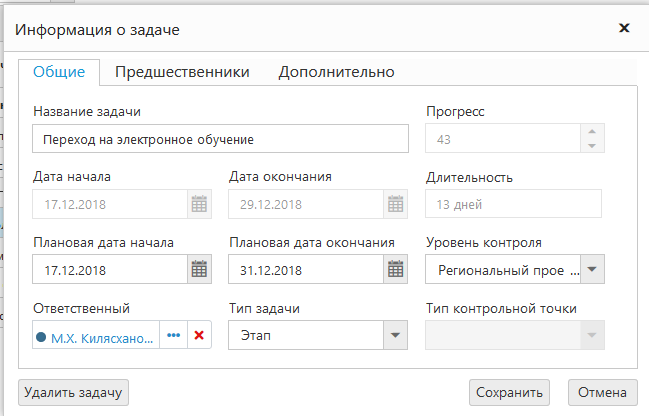 Информация о задаче
Общие Предшественники Дополнительно
Название задачи Прогресс
Переход на электронное обучение 43
Дата начала Дата окончания Длительность
17.12.2018 29.12.2018 13 дней
Плановая дата начала Плановая дата окончания Уровень контроля
17.12.2018 31.12.2018 Региональный прое ...
Ответственный Тип задачи Тип контрольной точки
М.Х. Килясхано... Этап
Удалить задачу Сохранить Отмена